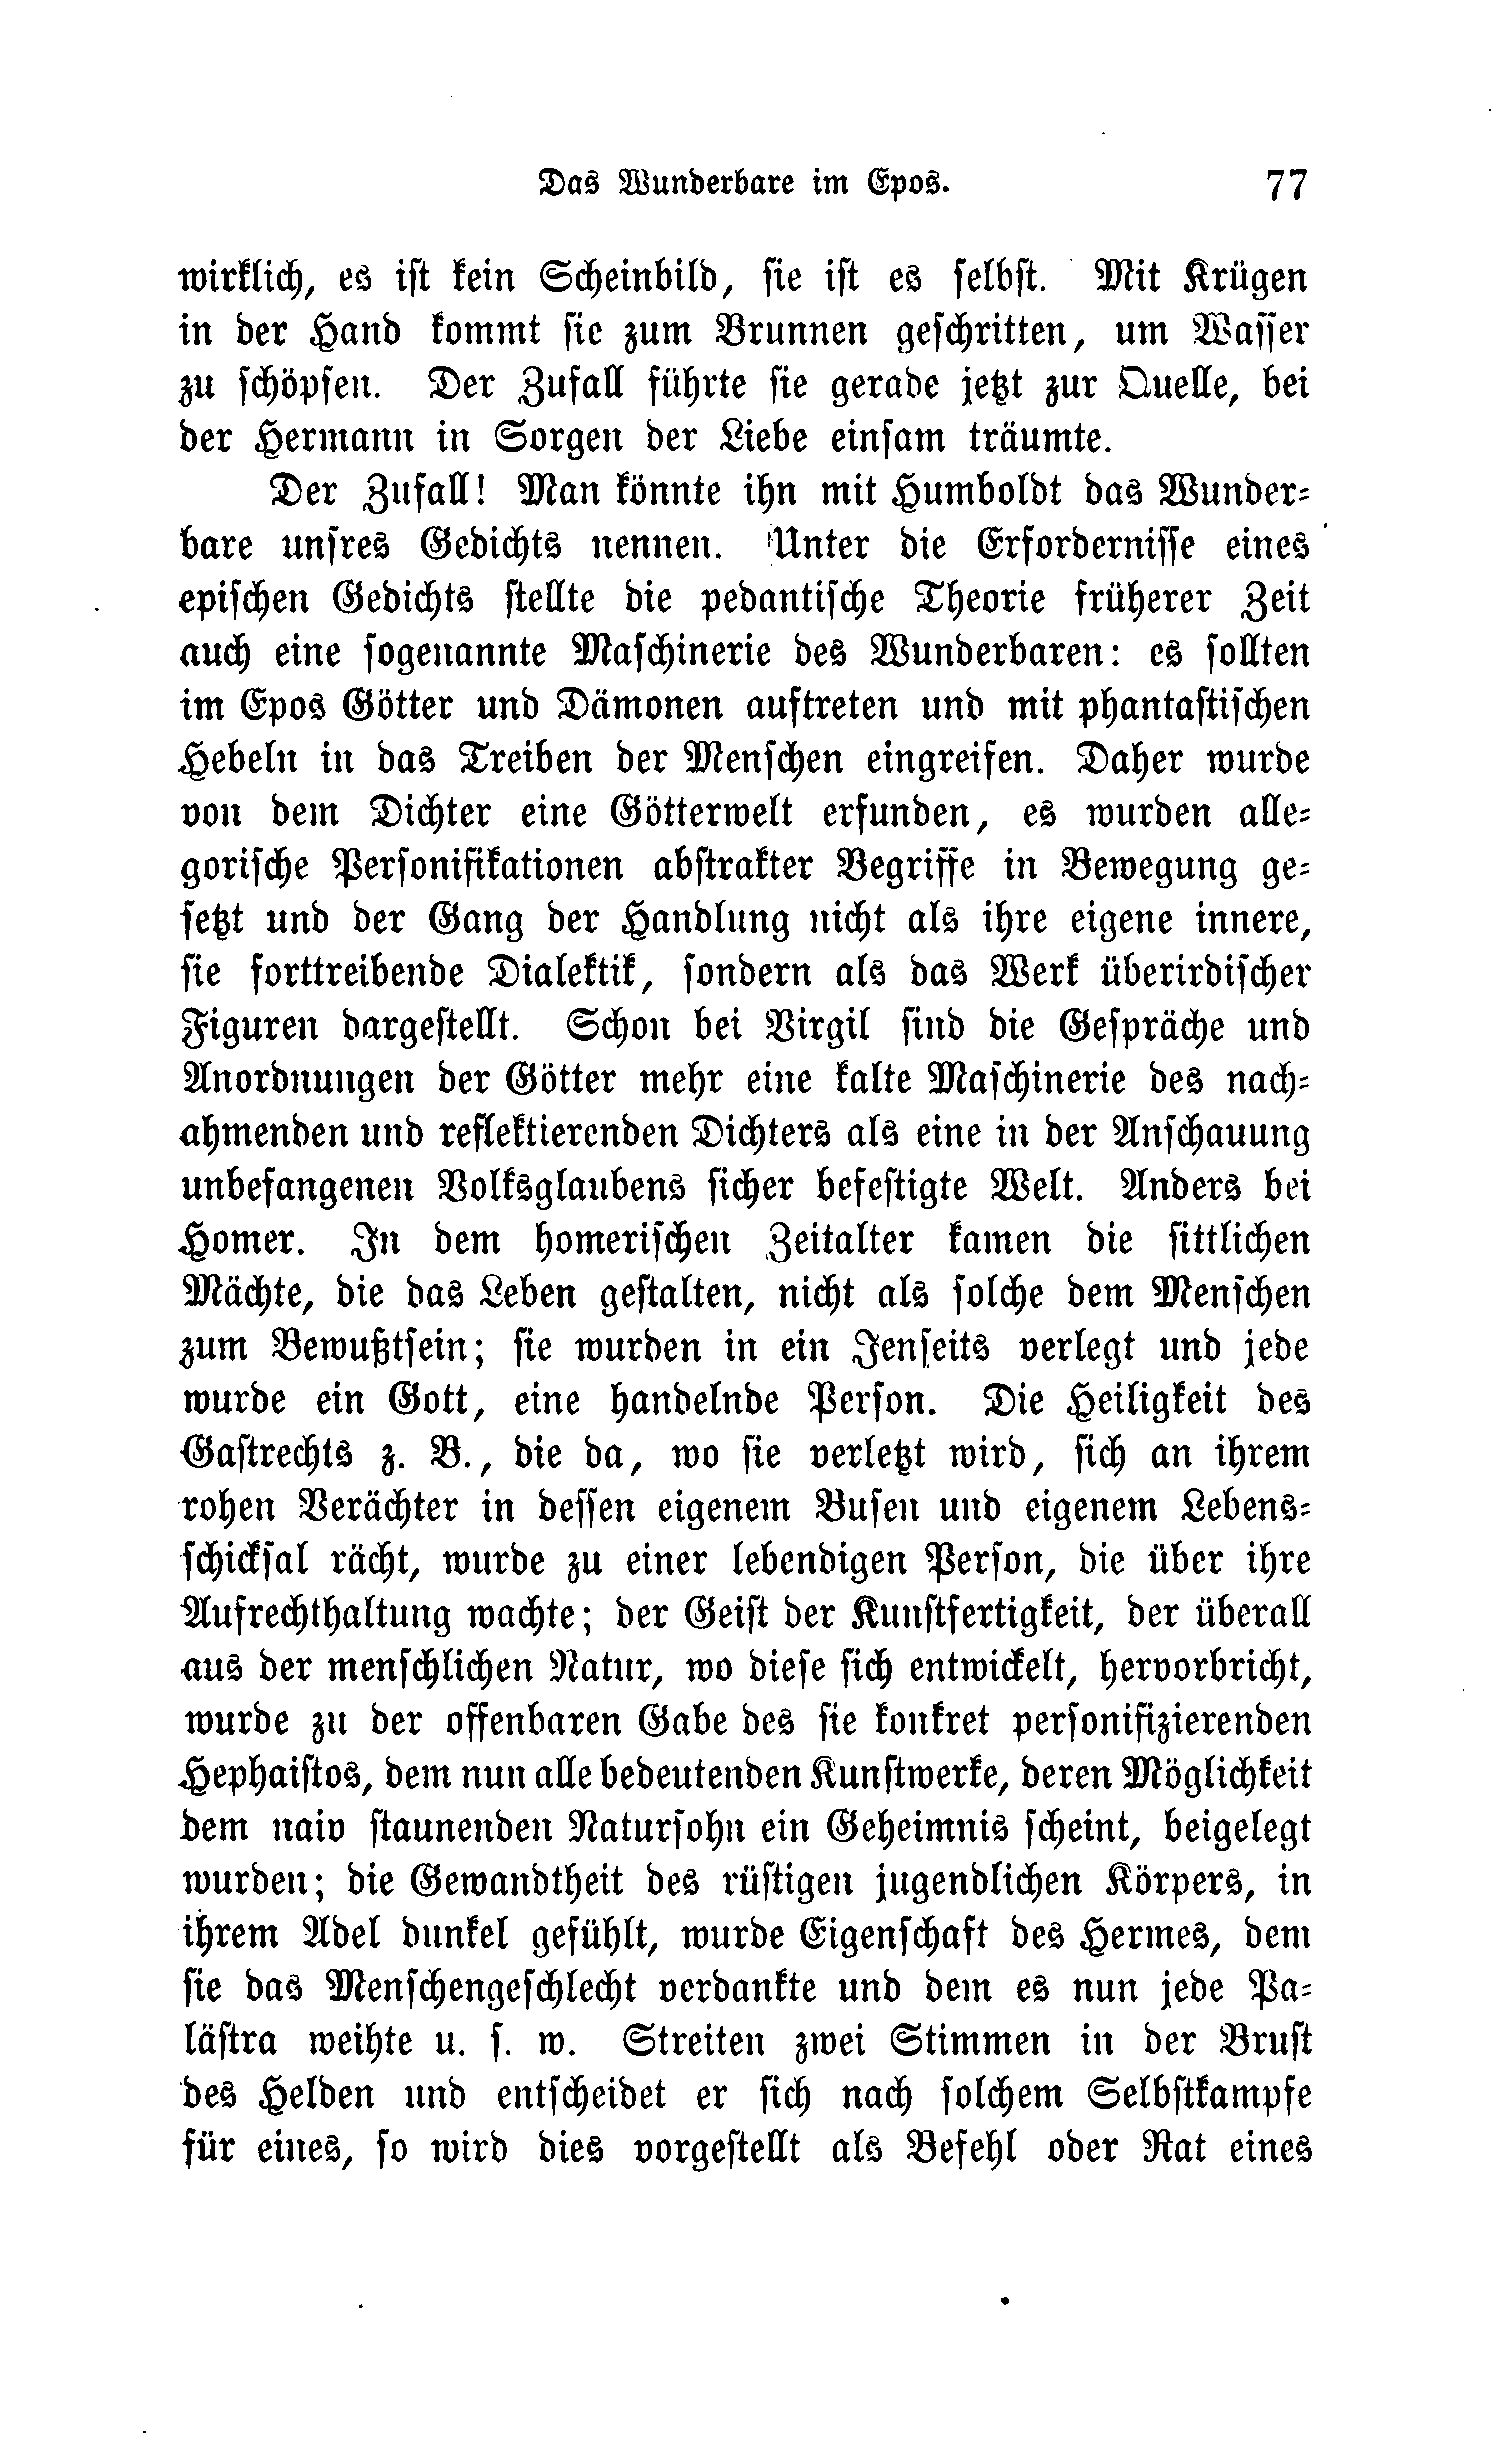 Das Wunderbare im Epos. 77
wirklich, es iſt kein Scheinbild, ſie iſt es ſelbſt. Mit Krügen
in der Hand kommt ſie zum Brunnen geſchritten, um Waſſer
zu ſchöpfen. Der Zufall führte ſie gerade jetzt zur Quelle, bei
der Hermann in Sorgen der Liebe einſam träumte.
Der Zufall! Man könnte ihn mit Humboldt das Wunder⸗
bare unſres Gedichts nennen. Unter die Erforderniſſe eines
epiſchen Gedichts ſtellte die pedantiſche Theorie früherer Zeit
auch eine ſogenannte Maſchinerie des Wunderbaren: es ſollten
im Epos Götter und Dämonen auftreten und mit phantaſtiſchen
Hebeln in das Treiben der Menſchen eingreifen. Daher wurde
von dem Dichter eine Götterwelt erfunden, es wurden alle⸗
goriſche Perſonifikationen abſtrakter Begriffe in Bewegung ge⸗
ſetzt und der Gang der Handlung nicht als ihre eigene innere,
ſie forttreibende Dialektik, ſondern als das Werk überirdiſcher
Figuren dargeſtellt. Schon bei Virgil ſind die Geſpräche und
Anordnungen der Götter mehr eine kalte Maſchinerie des nach⸗
ahmenden und reflektierenden Dichters als eine in der Anſchauung
unbefangenen Volksglaubens ſicher befeſtigte Welt. Anders bei
Homer. In dem homeriſchen Zeitalter kamen die ſittlichen
Mächte, die das Leben geſtalten, nicht als ſolche dem Menſchen
zum Bewußtſein; ſie wurden in ein Jenſeits verlegt und jede
wurde ein Gott, eine handelnde Perſon. Die Heiligkeit des
Gaſtrechts z. B., die da, wo ſie verletzt wird, ſich an ihrem
rohen Verächter in deſſen eigenem Buſen und eigenem Lebens⸗
ſchickſal rächt, wurde zu einer lebendigen Perſon, die über ihre
Aufrechthaltung wachte; der Geiſt der Kunſtfertigkeit, der überall
aus der menſchlichen Natur, wo dieſe ſich entwickelt, hervorbricht,
wurde zu der offenbaren Gabe des ſie konkret perſonifizierenden
Hephaiſtos, dem nun alle bedeutenden Kunſtwerke, deren Möglichkeit
dem naiv ſtaunenden Naturſohn ein Geheimnis ſcheint, beigelegt
wurden; die Gewandtheit des rüſtigen jugendlichen Körpers, in
ihrem Adel dunkel gefühlt, wurde Eigenſchaft des Hermes, dem
ſie das Menſchengeſchlecht verdankte und dem es nun jede Pa⸗
läſtra weihte u. ſ. w. Streiten zwei Stimmen in der Bruſt
des Helden und entſcheidet er ſich nach ſolchem Selbſtkampfe
für eines, ſo wird dies vorgeſtellt als Befehl oder Rat eines